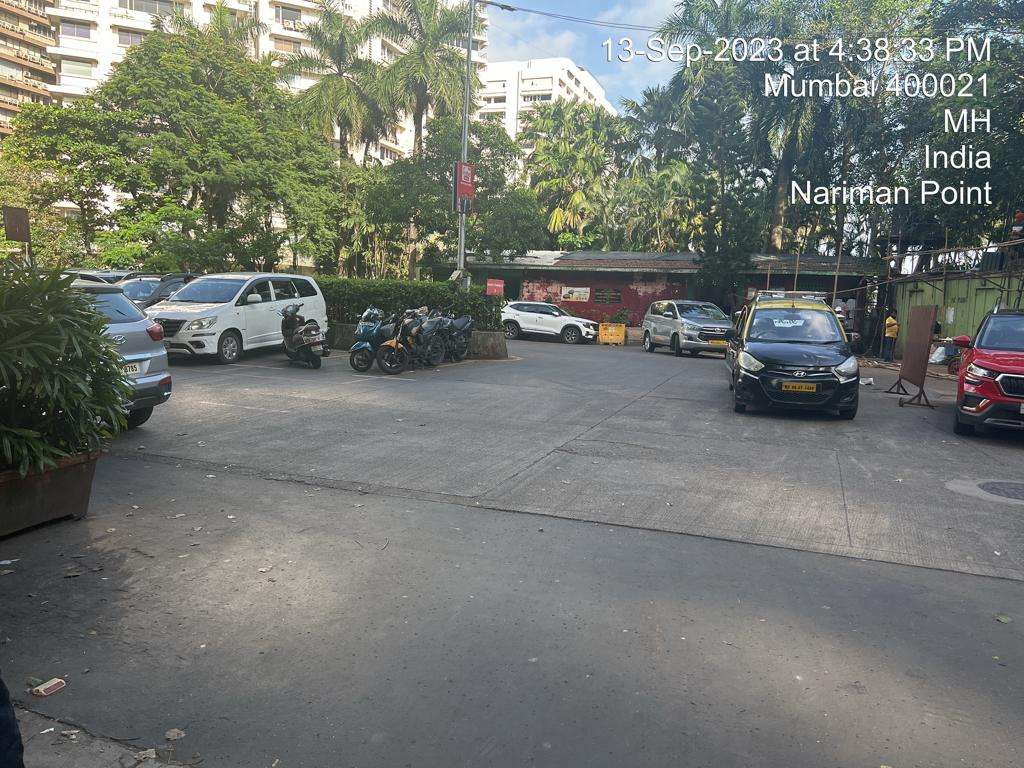 13-Sep-2023 at 4:38:33 PM
Mumbai 400021
MH
India
Nariman Point